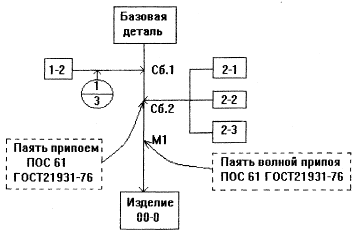 Базовая
деталь
1-2
Сб.1
2-1
1
3
2-2
Сб.2
2-3
Паять припоем
ПОС 61
ГОСТ21931-76
М1
Паять волной припоя
ПОС 61 ГОСТ21931-76
Изделие
00-0